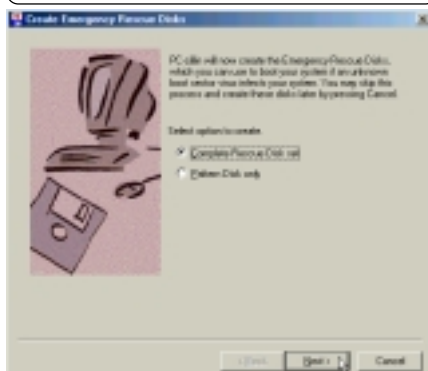 Create Emergency Rescue Disks
PC-cillin will now create the Emergency Rescue Disks,
which you can use to boot your system if an unknown
boot sector virus infects your system. You may skip this
process and create these disks later by pressing Cancel.
Select option to create.
Complete Rescue Disk set
Pattern Disk only
< Back
Next >
Cancel